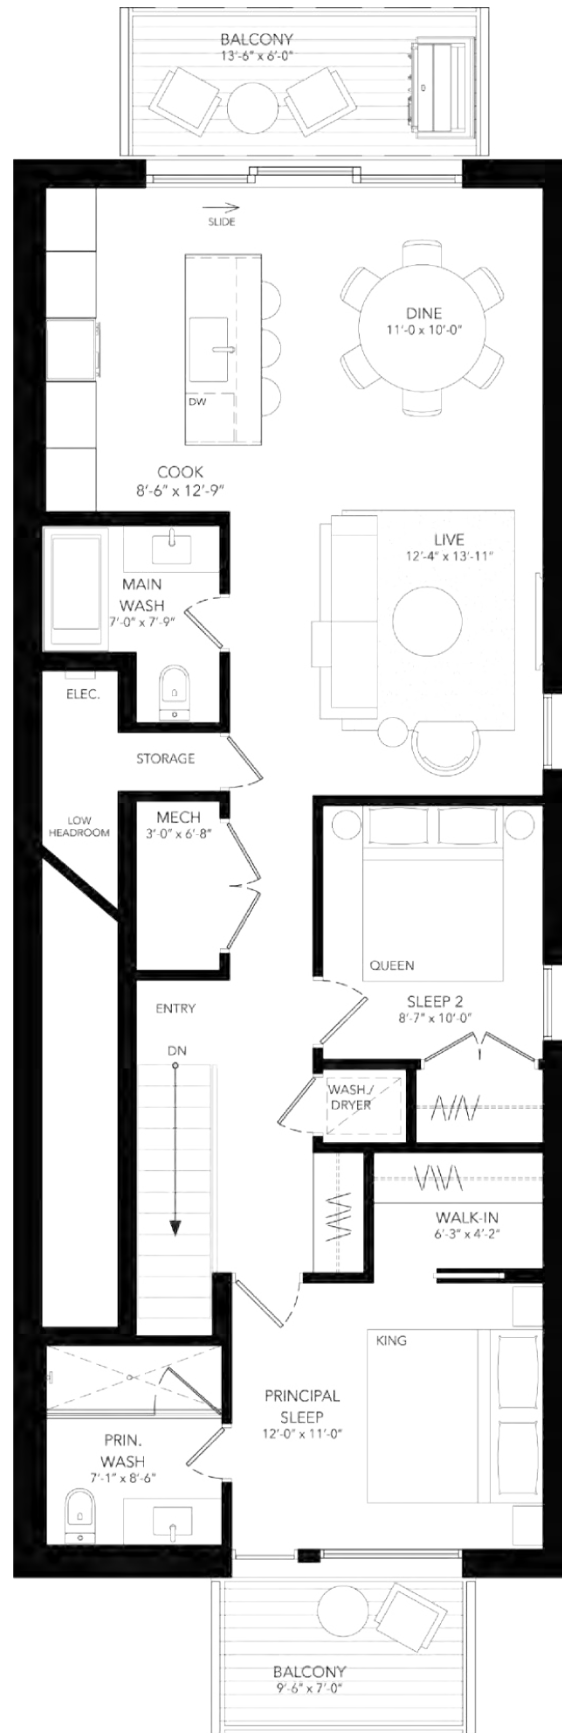 BALCONY
13'-6" x 6'-0"
SLIDE
DINE
11'-0 x 10'-0"
DW
COOK
8'-6" x 12'-9"
LIVE
12'-4" x 13'-11"
MAIN
WASH
7'-0" x 7'-9"
ELEC.
STORAGE
LOW
HEADROOM
MECH
3'-0" x 6'-8"
QUEEN
SLEEP 2
8'-7" x 10'-0"
ENTRY
DN
WASH./
DRYER
WALK-IN
6'-3" x 4'-2"
KING
PRINCIPAL
SLEEP
12'-0" x 11'-0"
PRIN.
WASH
7'-1" x 8'-6"
BALCONY
9'-6" x 7'-0"